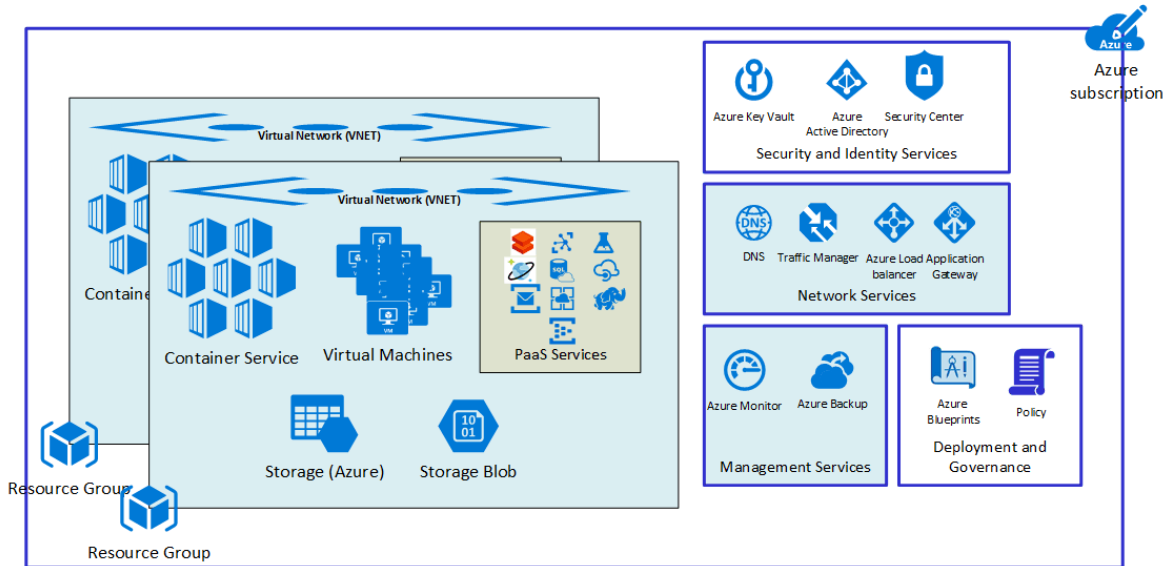 Azure
Azure
subscription
Azure Key Vault
Azure
Active Directory
Security Center
Security and Identity Services
Virtual Network (VNET)
Virtual Network (VNET)
DNS
DNS
Traffic Manager
Azure Load
balancer
Application
Gateway
Network Services
SQL
Containe
Container Service
VM
Virtual Machines
PaaS Services
Azure Monitor
Azure Backup
Management Services
Azure
Blueprints
Policy
Deployment and
Governance
10
01
Storage (Azure)
Storage Blob
Resource Group
Resource Group